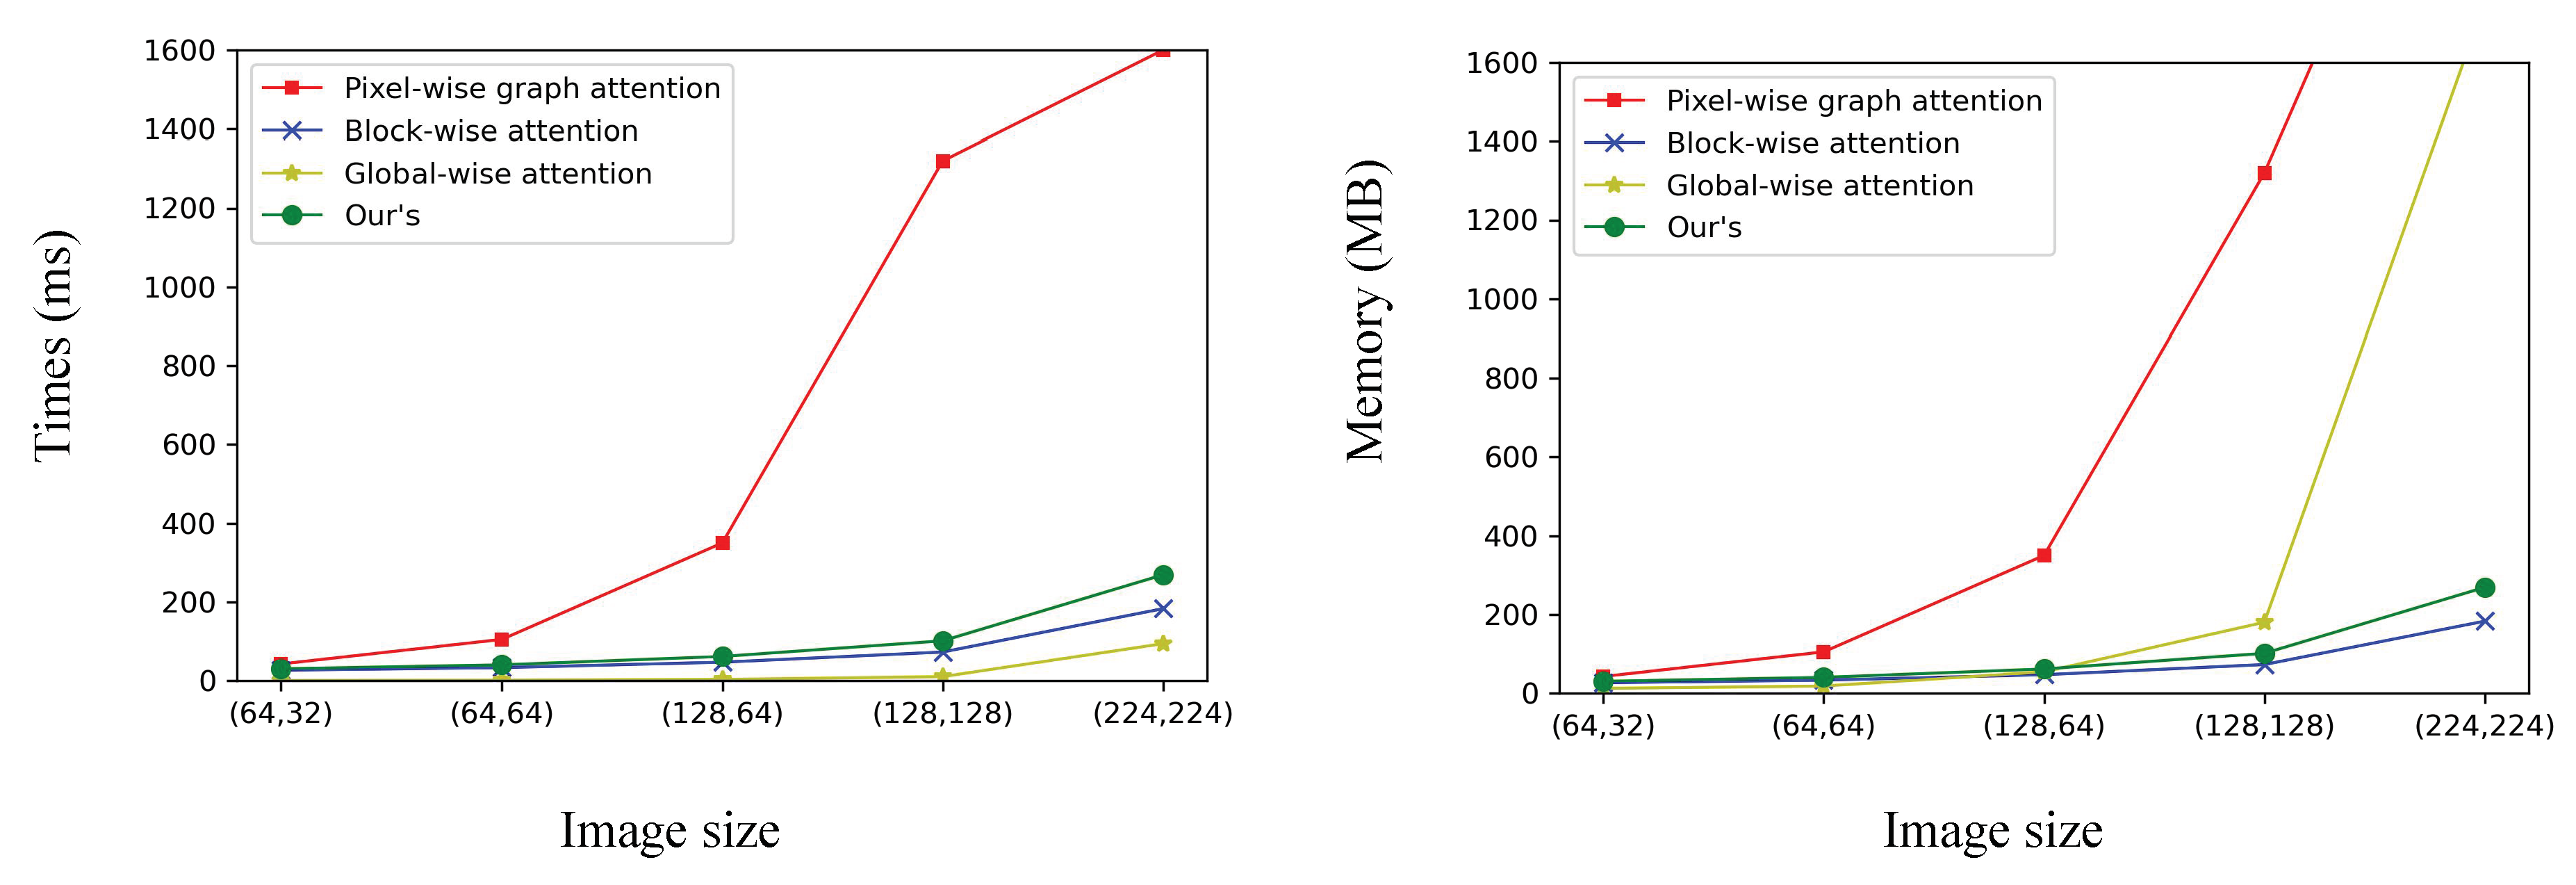 Times (ms)
1600
1400
1200
1000
800
600
400
200
0
Pixel-wise graph attention
Block-wise attention
Global-wise attention
Our's
(64,32) (64,64) (128,64) (128,128) (224,224)
Image size
Memory (MB)
1600
1400
1200
1000
800
600
400
200
0
Pixel-wise graph attention
Block-wise attention
Global-wise attention
Our's
(64,32) (64,64) (128,64) (128,128) (224,224)
Image size